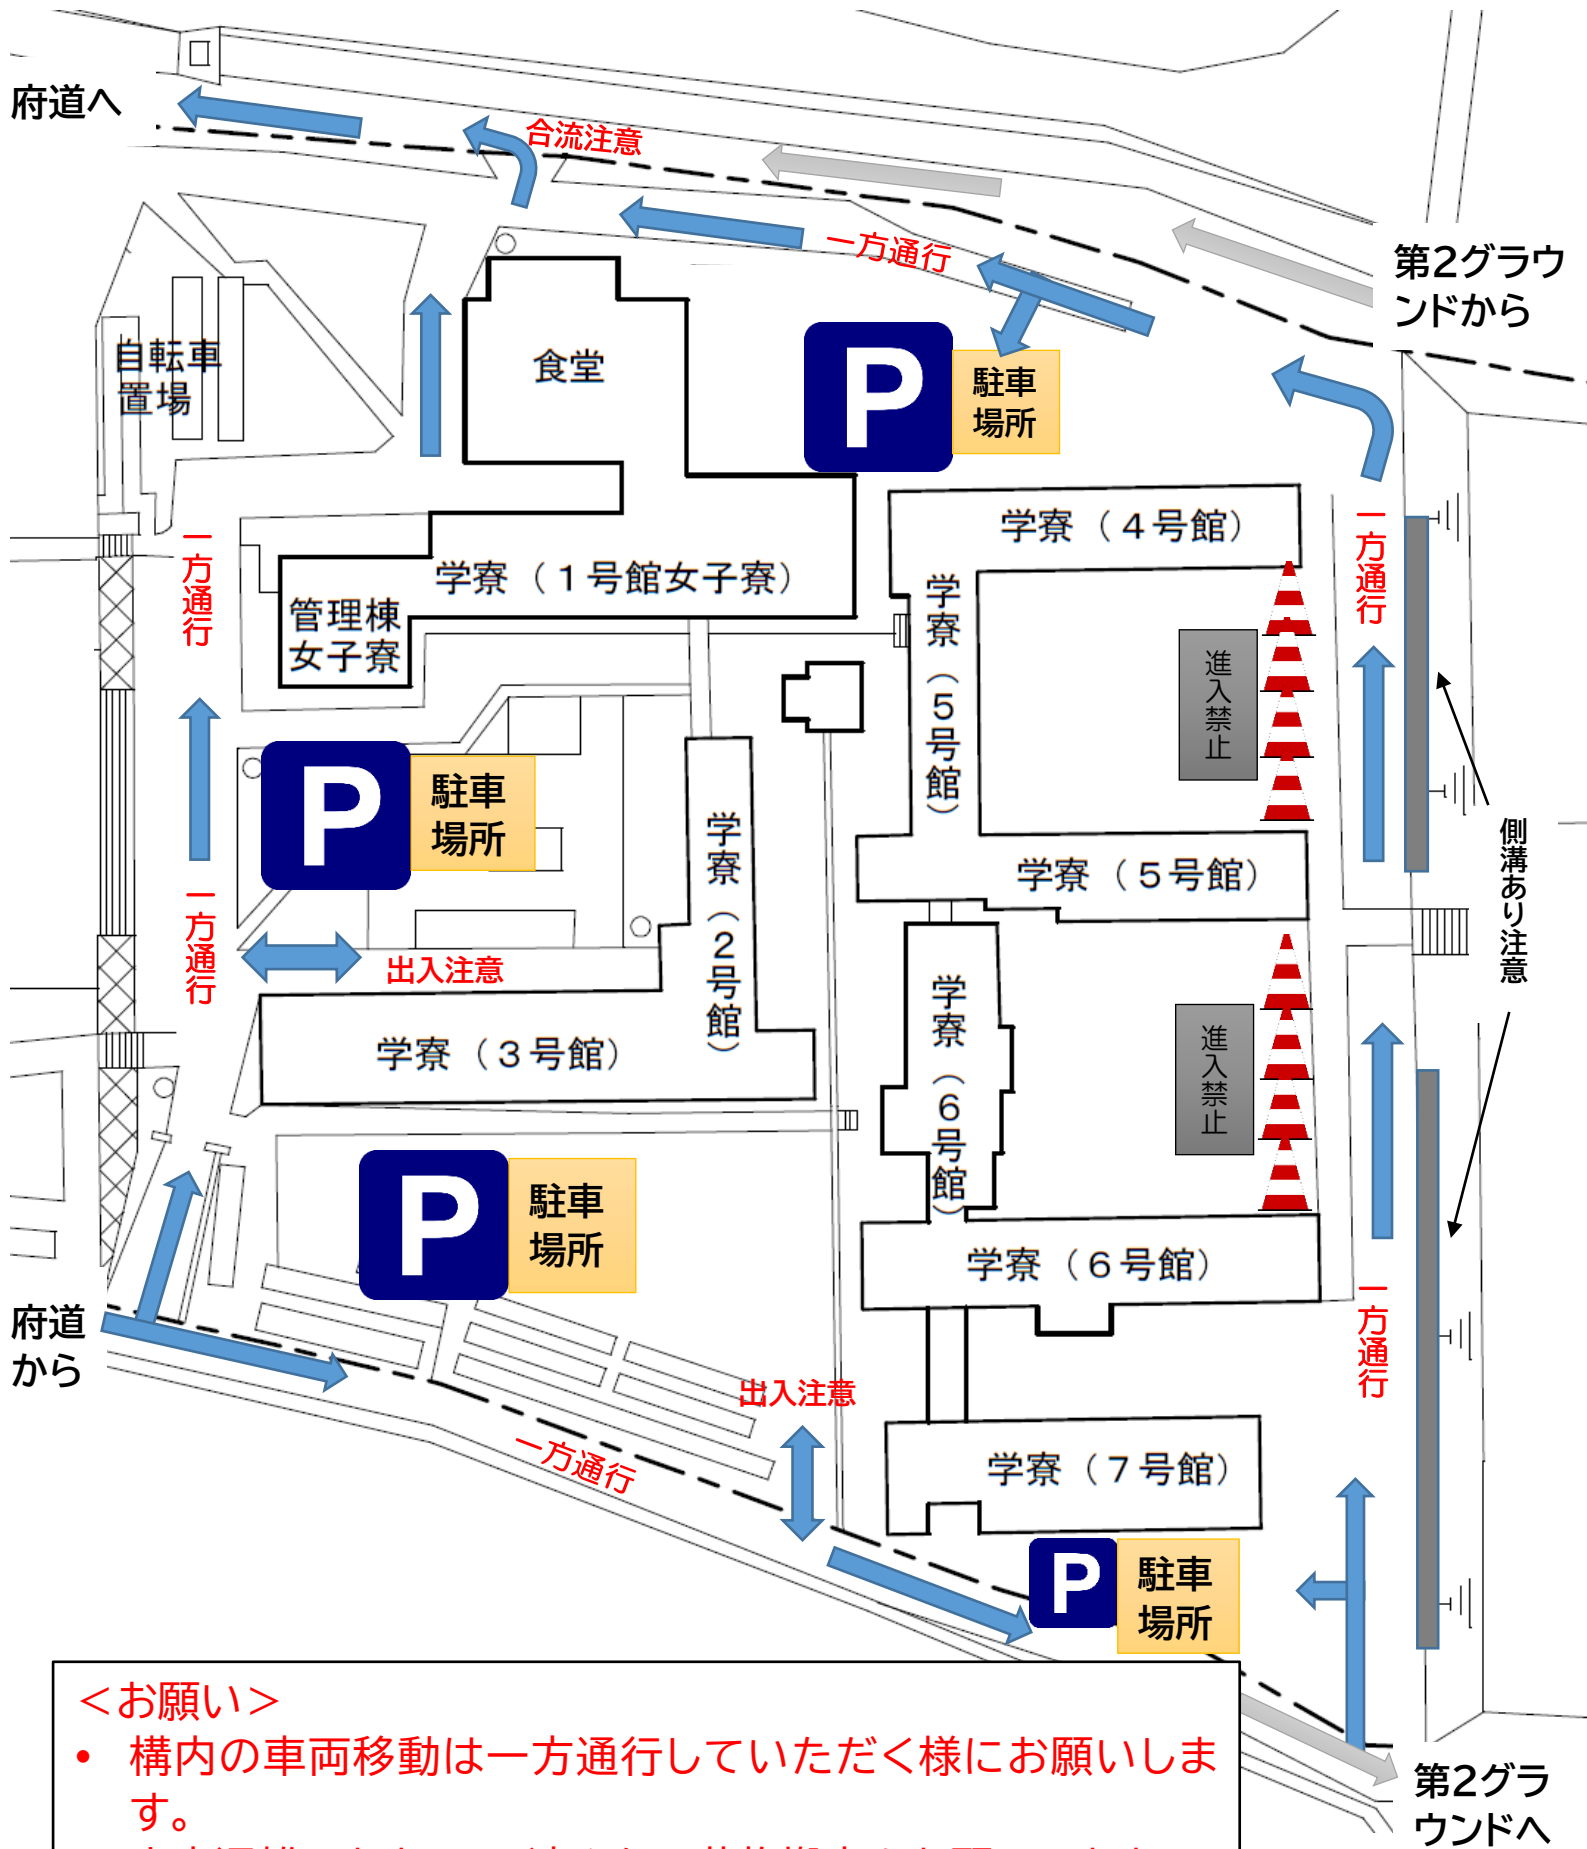 府道へ
合流注意
一方通行
第2グラウ
ンドから
自転車
置場
食堂
P
駐車
場所
学寮（４号館）
一方通行
一方通行
学寮（１号館女子寮）
管理棟
女子寮
学寮（５号館）
進入禁止
P
駐車
場所
学寮（２号館）
学寮（５号館）
側溝あり注意
一方通行
出入注意
学寮（３号館）
学寮（６号館）
進入禁止
P
駐車
場所
学寮（６号館）
府道
から
一方通行
出入注意
一方通行
学寮（７号館）
P
駐車
場所
＜お願い＞
• 構内の車両移動は一方通行していただく様にお願いしま
す。
第2グラ
ウンドへ